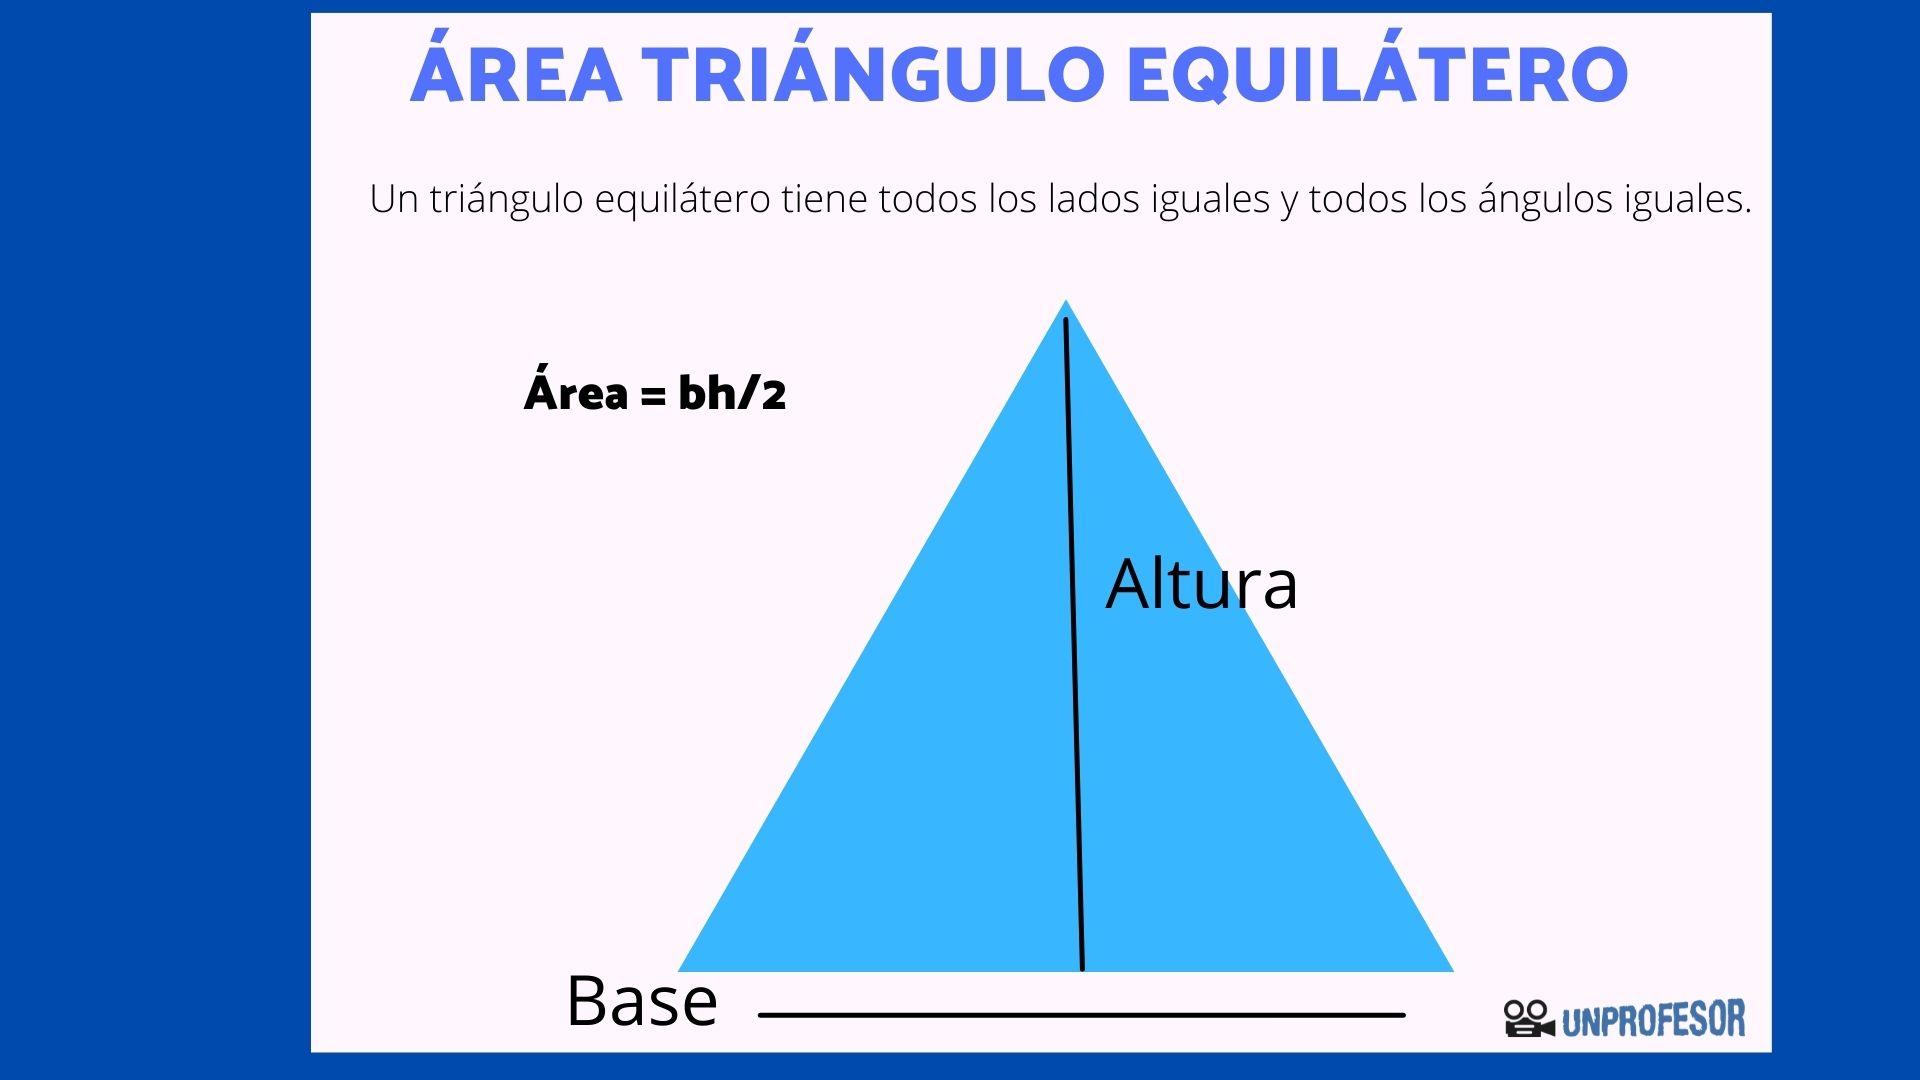 ÁREA TRIÁNGULO EQUILÁTERO
Un triángulo equilátero tiene todos los lados iguales y todos los ángulos iguales.
Área = bh/2
Altura
Base
UNPROFESOR